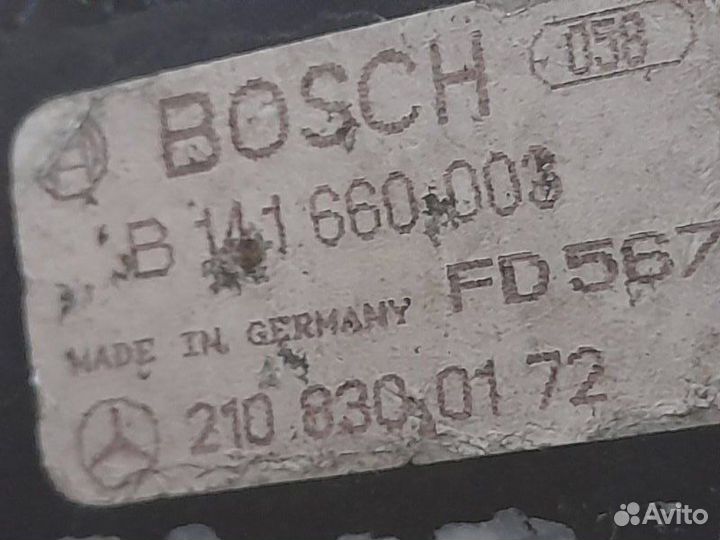 BOSCH 058
B 141 660 003
FD 567
MADE IN GERMANY
210 830 01 72
Avito